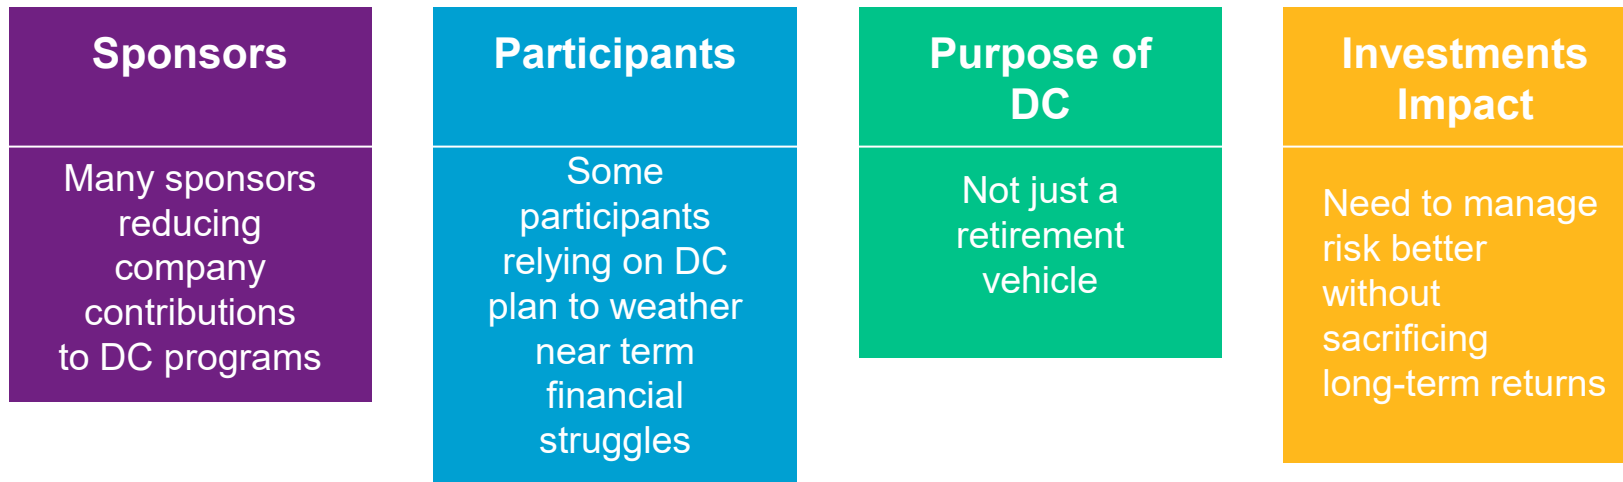 Sponsors
Many sponsors
reducing
company
contributions
to DC programs
Participants
Some
participants
relying on DC
plan to weather
near term
financial
struggles
Purpose of
DC
Not just a
retirement
vehicle
Investments
Impact
Need to manage
risk better
without
sacrificing
long-term returns